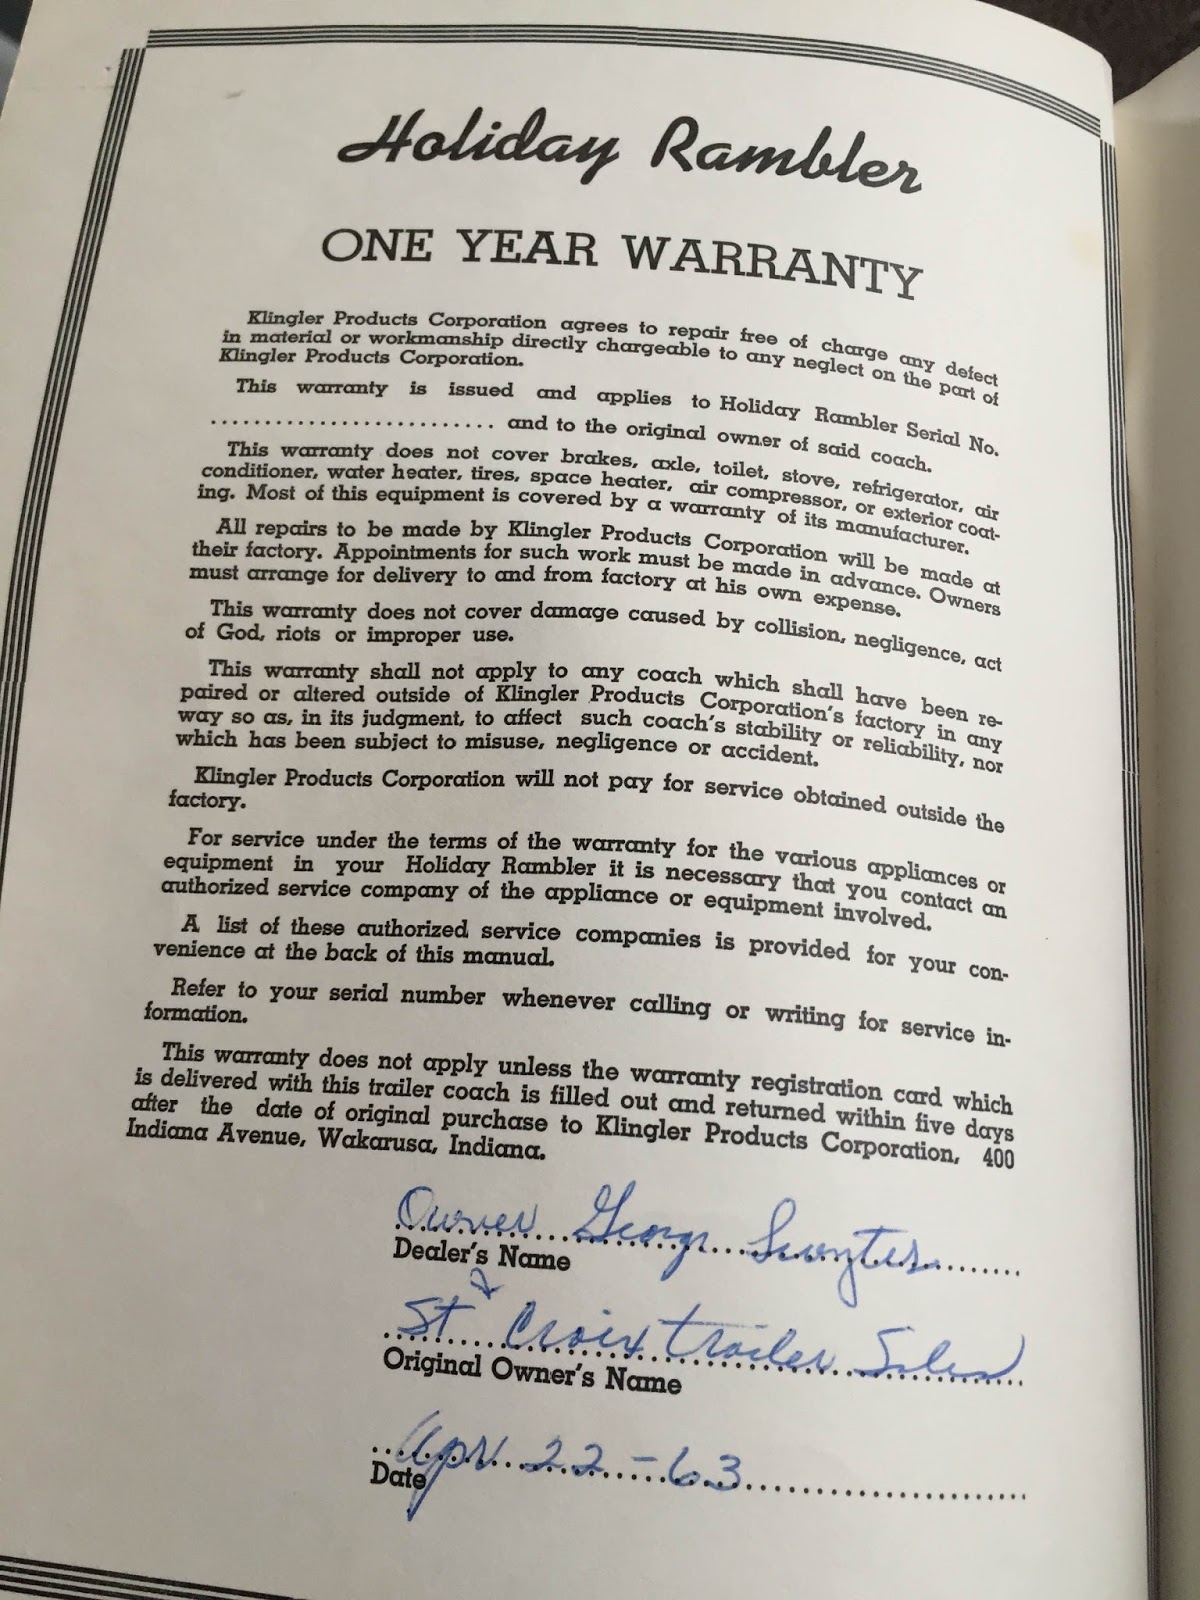 Holiday Rambler
ONE YEAR WARRANTY
Klingler Products Corporation agrees to repair free of charge any defect
in material or workmanship directly chargeable to any neglect on the part of
Klingler Products Corporation.
This warranty is issued and applies to Holiday Rambler Serial No.
.......................... and to the original owner of said coach.
This warranty does not cover brakes, axle, toilet, stove, refrigerator, air
conditioner, water heater, tires, space heater, air compressor, or exterior coat-
ing. Most of this equipment is covered by a warranty of its manufacturer.
All repairs to be made by Klingler Products Corporation will be made at
their factory. Appointments for such work must be made in advance. Owners
must arrange for delivery to and from factory at his own expense.
This warranty does not cover damage caused by collision, negligence, act
of God, riots or improper use.
This warranty shall not apply to any coach which shall have been re-
paired or altered outside of Klingler Products Corporation's factory in any
way so as, in its judgment, to affect such coach's stability or reliability, nor
which has been subject to misuse, negligence or accident.
Klingler Products Corporation will not pay for service obtained outside the
factory.
For service under the terms of the warranty for the various appliances or
equipment in your Holiday Rambler it is necessary that you contact an
authorized service company of the appliance or equipment involved.
A list of these authorized service companies is provided for your con-
venience at the back of this manual.
Refer to your serial number whenever calling or writing for service in-
formation.
This warranty does not apply unless the warranty registration card which
is delivered with this trailer coach is filled out and returned within five days
after the date of original purchase to Klingler Products Corporation, 400
Indiana Avenue, Wakarusa, Indiana.
Owner George
Dealer's Name
St Croix Trailer Sales
Original Owner's Name
Apr 22-63
Date